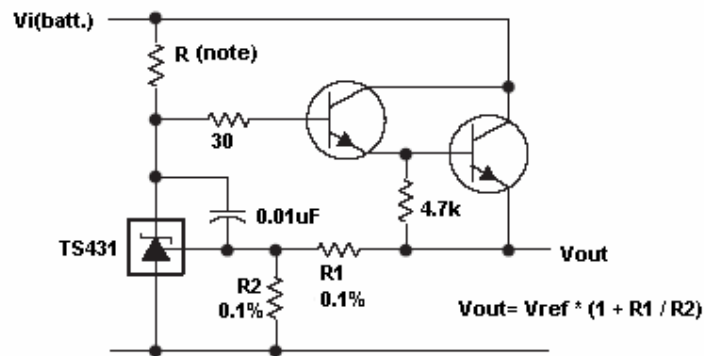 Vi(batt.)
R (note)
30
0.01uF
4.7k
TS431
R1
0.1%
R2
0.1%
Vout
Vout= Vref * (1 + R1 / R2)